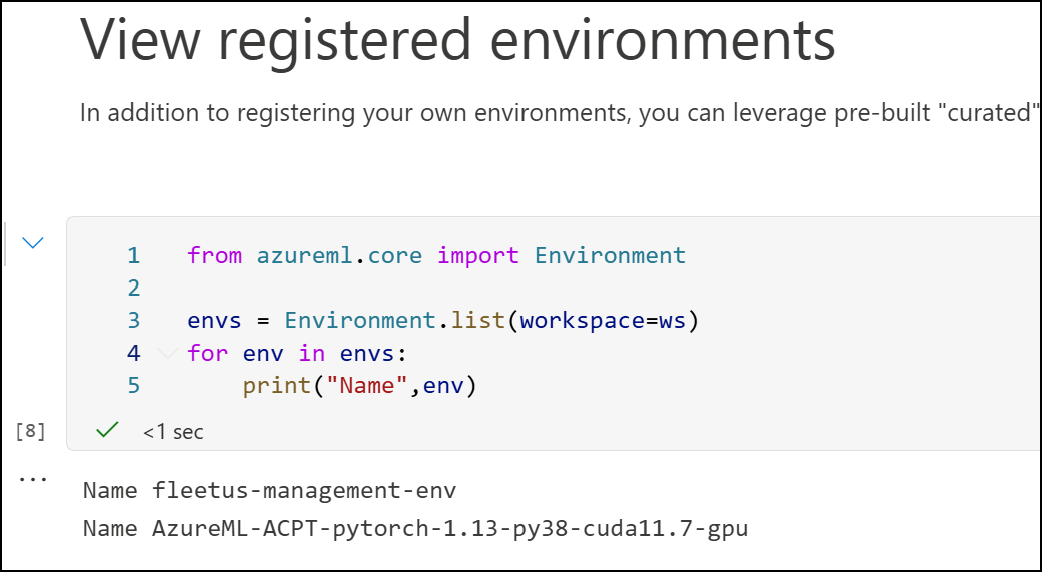 View registered environments
In addition to registering your own environments, you can leverage pre-built "curated"
1 from azureml.core import Environment
2
3 envs = Environment.list(workspace=ws)
4 for env in envs:
5     print("Name",env)
[8] <1 sec
...
Name fleetus-management-env
Name AzureML-ACPT-pytorch-1.13-py38-cuda11.7-gpu